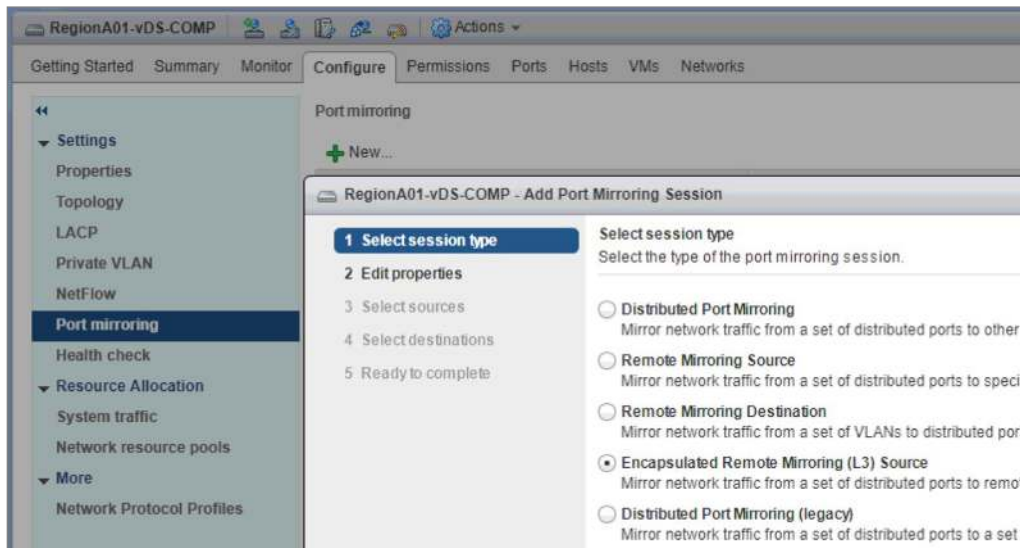 RegionA01-vDS-COMP Actions
Getting Started Summary Monitor Configure Permissions Ports Hosts VMs Networks
Settings
Properties
Topology
LACP
Private VLAN
NetFlow
Port mirroring
Health check
Resource Allocation
System traffic
Network resource pools
More
Network Protocol Profiles
Port mirroring
New...
RegionA01-vDS-COMP - Add Port Mirroring Session
1 Select session type
2 Edit properties
3 Select sources
4 Select destinations
5 Ready to complete
Select session type
Select the type of the port mirroring session.
Distributed Port Mirroring
Mirror network traffic from a set of distributed ports to other
Remote Mirroring Source
Mirror network traffic from a set of distributed ports to speci
Remote Mirroring Destination
Mirror network traffic from a set of VLANs to distributed por
Encapsulated Remote Mirroring (L3) Source
Mirror network traffic from a set of distributed ports to remo
Distributed Port Mirroring (legacy)
Mirror network traffic from a set of distributed ports to a set